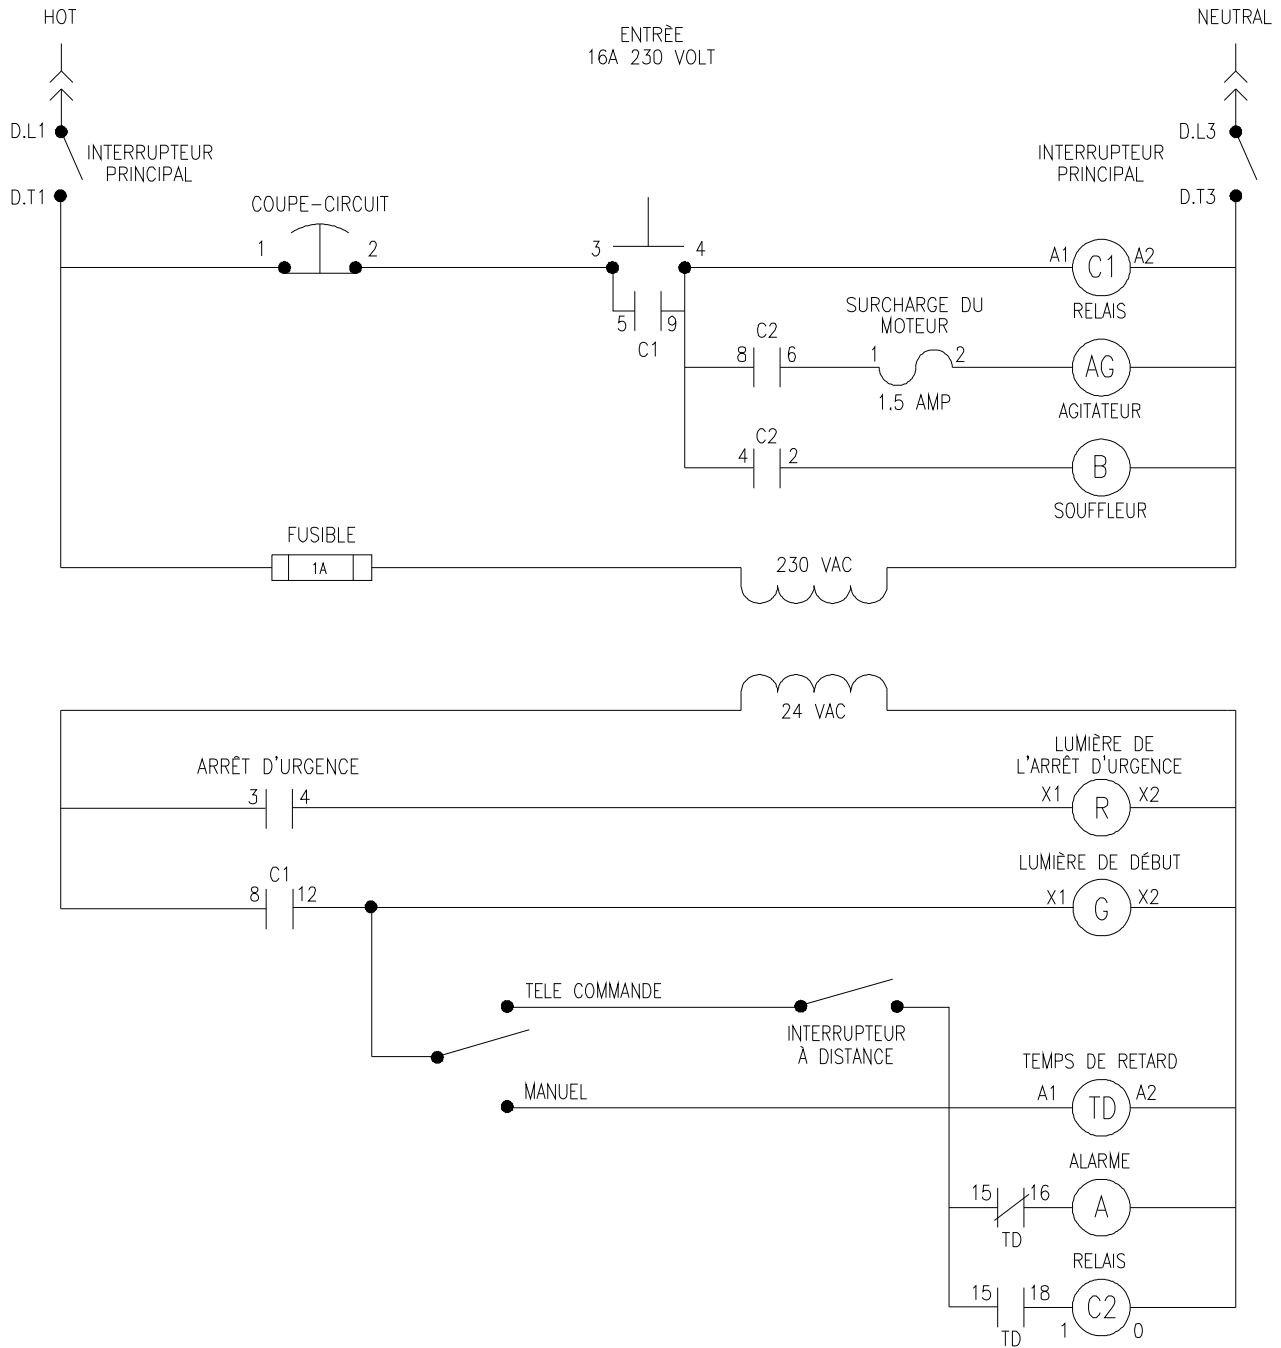 HOT
NEUTRAL
ENTRÈE
16A 230 VOLT
D.L1
D.L3
INTERRUPTEUR
PRINCIPAL
INTERRUPTEUR
PRINCIPAL
D.T1
D.T3
COUPE-CIRCUIT
1
2
3
4
A1
C1
A2
RELAIS
5
9
C1
SURCHARGE DU
MOTEUR
C2
8
6
1
2
1.5 AMP
AG
AGITATEUR
C2
4
2
B
SOUFFLEUR
FUSIBLE
1A
230 VAC
24 VAC
ARRÊT D'URGENCE
3
4
LUMIÈRE DE
L'ARRÊT D'URGENCE
X1
R
X2
C1
8
12
LUMIÈRE DE DÉBUT
X1
G
X2
TELE COMMANDE
INTERRUPTEUR
À DISTANCE
MANUEL
TEMPS DE RETARD
A1
TD
A2
ALARME
15
16
TD
A
RELAIS
15
18
TD
C2
1
0